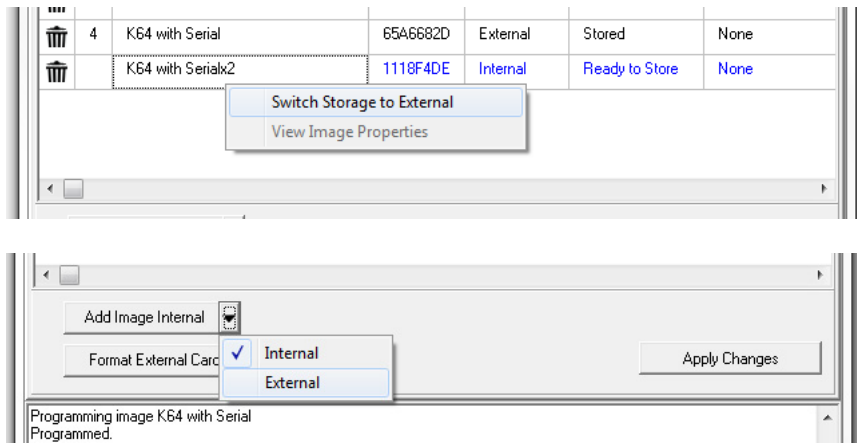 4 K64 with Serial 65A6682D External Stored None
K64 with Serialx2 1118F4DE Internal Ready to Store None
Switch Storage to External
View Image Properties
Add Image Internal
Internal
Format External Card Apply Changes
External
Programming image K64 with Serial
Programmed.